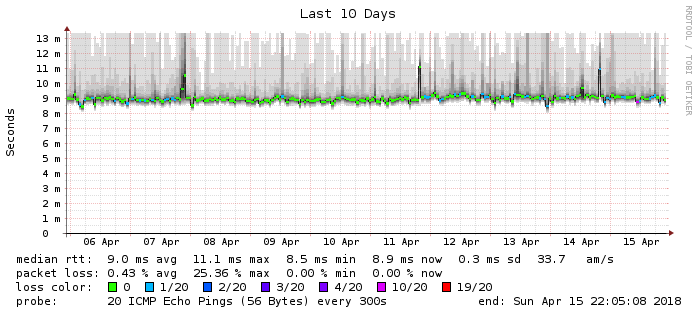 Last 10 Days
RRDTOOL / TOBI OETIKER
Seconds
13 m
12 m
11 m
10 m
9 m
8 m
7 m
6 m
5 m
4 m
3 m
2 m
1 m
0
06 Apr 07 Apr 08 Apr 09 Apr 10 Apr 11 Apr 12 Apr 13 Apr 14 Apr 15 Apr
median rtt: 9.0 ms avg 11.1 ms max 8.5 ms min 8.9 ms now 0.3 ms sd 33.7 am/s
packet loss: 0.43 % avg 25.36 % max 0.00 % min 0.00 % now
loss color: 0 1/20 2/20 3/20 4/20 10/20 19/20
probe: 20 ICMP Echo Pings (56 Bytes) every 300s end: Sun Apr 15 22:05:08 2018